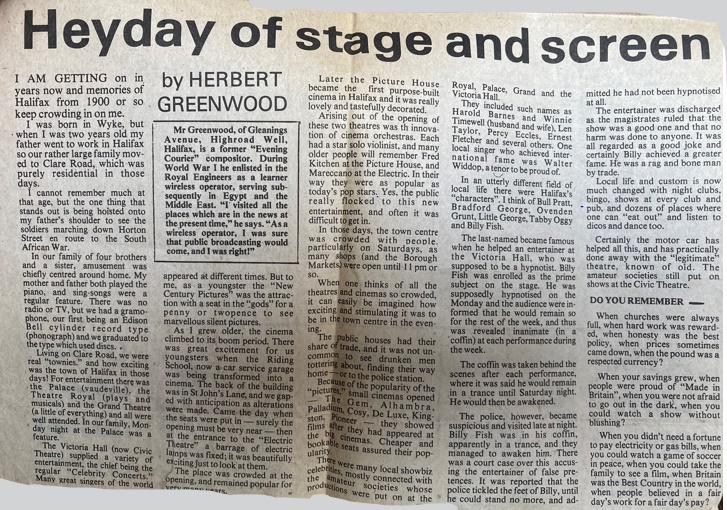 Heyday of stage and screen
I AM GETTING on in
years now and memories of
Halifax from 1900 or so
keep crowding in on me.
I was born in Wyke, but
when I was two years old my
father went to work in Halifax
so our rather large family mov-
ed to Clare Road, which was
purely residential in those
days.
I cannot remember much at
that age, but the one thing that
stands out is being hoisted onto
my father's shoulder to see the
soldiers marching down Horton
Street en route to the South
African War.
In our family of four brothers
and a sister, amusement was
chiefly centred around home. My
mother and father both played the
piano, and sing-songs were a
regular feature. There was no
radio or TV, but we had a gramo-
phone, our first being an Edison
Bell cylinder record type
(phonograph) and we graduated to
the type which used discs.
Living on Clare Road, we were
real "townies," and how exciting
was the town of Halifax in those
days! For entertainment there was
the Palace (vaudeville), the
Theatre Royal (plays and
musicals) and the Grand Theatre
(a little of everything) and all were
well attended. In our family, Mon-
day night at the Palace was a
feature.
The Victoria Hall (now Civic
Theatre) supplied a variety of
entertainment, the chief being the
regular "Celebrity Concerts."
Many great singers of the world
by HERBERT
GREENWOOD
Mr Greenwood, of Gleanings
Avenue, Highroad Well,
Halifax, is a former "Evening
Courier" compositor. During
World War I he enlisted in the
Royal Engineers as a learner
wireless operator, serving sub-
sequently in Egypt and the
Middle East. "I visited all the
places which are in the news at
the present time," he says. "As a
wireless operator, I was sure
that public broadcasting would
come, and I was right!"
appeared at different times. But to
me, as a youngster the "New
Century Pictures" was the attrac-
tion with a seat in the "gods" for a
penny or twopence to see
marvellous silent pictures.
As I grew older, the cinema
climbed to its boom period. There
was great excitement for us
youngsters when the Riding
School, now a car service garage
was being transformed into a
cinema. The back of the building
was in St John's Lane, and we gap-
ed with anticipation as alterations
were made. Came the day when
the seats were put in — surely the
opening must be very near — then
at the entrance to the "Electric
Theatre" a barrage of electric
lamps was fixed; it was beautifully
exciting just to look at them.
The place was crowded at the
opening, and remained popular for
very many years.
Later the Picture House
became the first purpose-built
cinema in Halifax and it was really
lovely and tastefully decorated.
Arising out of the opening of
these two theatres was the innova-
tion of cinema orchestras. Each
had a star solo violinist, and many
older people will remember Fred
Kitchen at the Picture House, and
Mareccano at the Electric. In their
way they were as popular as
today's pop stars. Yes, the public
really flocked to this new
entertainment, and often it was
difficult to get in.
In those days, the town centre
was crowded with people,
particularly on Saturdays, as
many shops (and the Borough
Markets) were open until 11 pm or
so.
When one thinks of all the
theatres and cinemas so crowded,
it can easily be imagined how
exciting and stimulating it was to
be in the town centre in the even-
ing.
The public houses had their
share of trade, and it was not un-
common to see drunken men
tottering about, finding their way
home — or to the police station.
Because of the popularity of the
"pictures," small cinemas opened
The Gem, Alhambra,
Palladium, Cosy, De Luxe, King-
Pioneer — they showed
films after they had appeared at
the big cinemas. Cheaper and
bookable seats assured their pop-
There were many local showbiz
celebrities, mostly connected with
the amateur societies whose
productions were put on at the
Royal, Palace, Grand and the
Victoria Hall.
They included such names as
Harold Barnes and Winnie
Timewell (husband and wife), Len
Taylor, Percy Eccles, Ernest
Fletcher and several others. One
local singer who achieved inter-
national fame was Walter
Widdop, a tenor to be proud of.
In an utterly different field of
local life there were Halifax's
"characters". I think of Bull Pratt,
Bradford George, Ovenden
Grunt, Little George, Tabby Oggy
and Billy Fish.
The last-named became famous
when he helped an entertainer at
the Victoria Hall, who was
supposed to be a hypnotist. Billy
Fish was enrolled as the prime
subject on the stage. He was
supposedly hypnotised on the
Monday and the audience were in-
formed that he would remain so
for the rest of the week, and thus
was revealed inanimate (in a
coffin) at each performance during
the week.
The coffin was taken behind the
scenes after each performance,
where it was said he would remain
in a trance until Saturday night.
He would then be awakened.
The police, however, became
suspicious and visited late at night.
Billy Fish was in his coffin,
apparently in a trance, and they
managed to awaken him. There
was a court case over this accus-
ing the entertainer of false pre-
tences. It was reported that the
police tickled the feet of Billy, until
he could stand no more, and ad-
mitted he had not been hypnotised
at all.
The entertainer was discharged
as the magistrates ruled that the
show was a good one and that no
harm was done to anyone. It was
all regarded as a good joke and
certainly Billy achieved a greater
fame. He was a rag and bone man
by trade.
Local life and custom is now
much changed with night clubs,
bingo, shows at every club and
pub, and dozens of places where
one can "eat out" and listen to
discos and dance too.
Certainly the motor car has
helped all this, and has practically
done away with the "legitimate"
theatre, known of old. The
amateur societies still put on
shows at the Civic Theatre.
DO YOU REMEMBER —
When churches were always
full, when hard work was reward-
ed, when honesty was the best
policy, when prices sometimes
came down, when the pound was a
respected currency?
When your savings grew, when
people were proud of "Made in
Britain", when you were not afraid
to go out in the dark, when you
could watch a show without
blushing?
When you didn't need a fortune
to pay electricity or gas bills, when
you could watch a game of soccer
in peace, when you could take the
family to see a film, when Britain
was the Best Country in the world,
when people believed in a fair
day's work for a fair day's pay?